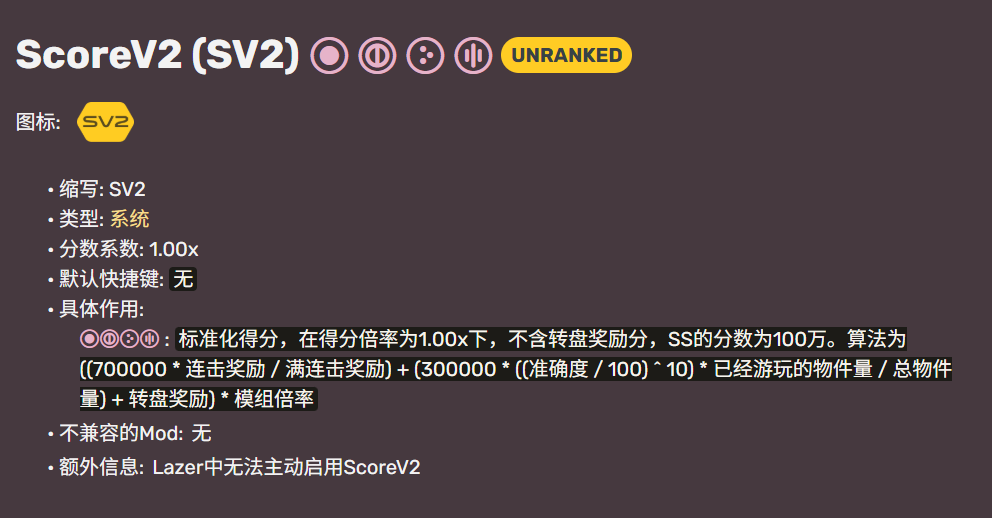 ScoreV2 (SV2) UNRANKED
图标: SV2
• 缩写: SV2
• 类型: 系统
• 分数系数: 1.00x
• 默认快捷键: 无
• 具体作用:
: 标准化得分，在得分倍率为1.00x下，不含转盘奖励分，SS的分数为100万。算法为
((700000 * 连击奖励 / 满连击奖励) + (300000 * ((准确度 / 100) ^ 10) * 已经游玩的物件量 / 总物件
量) + 转盘奖励) * 模组倍率
• 不兼容的Mod: 无
• 额外信息: Lazer中无法主动启用ScoreV2